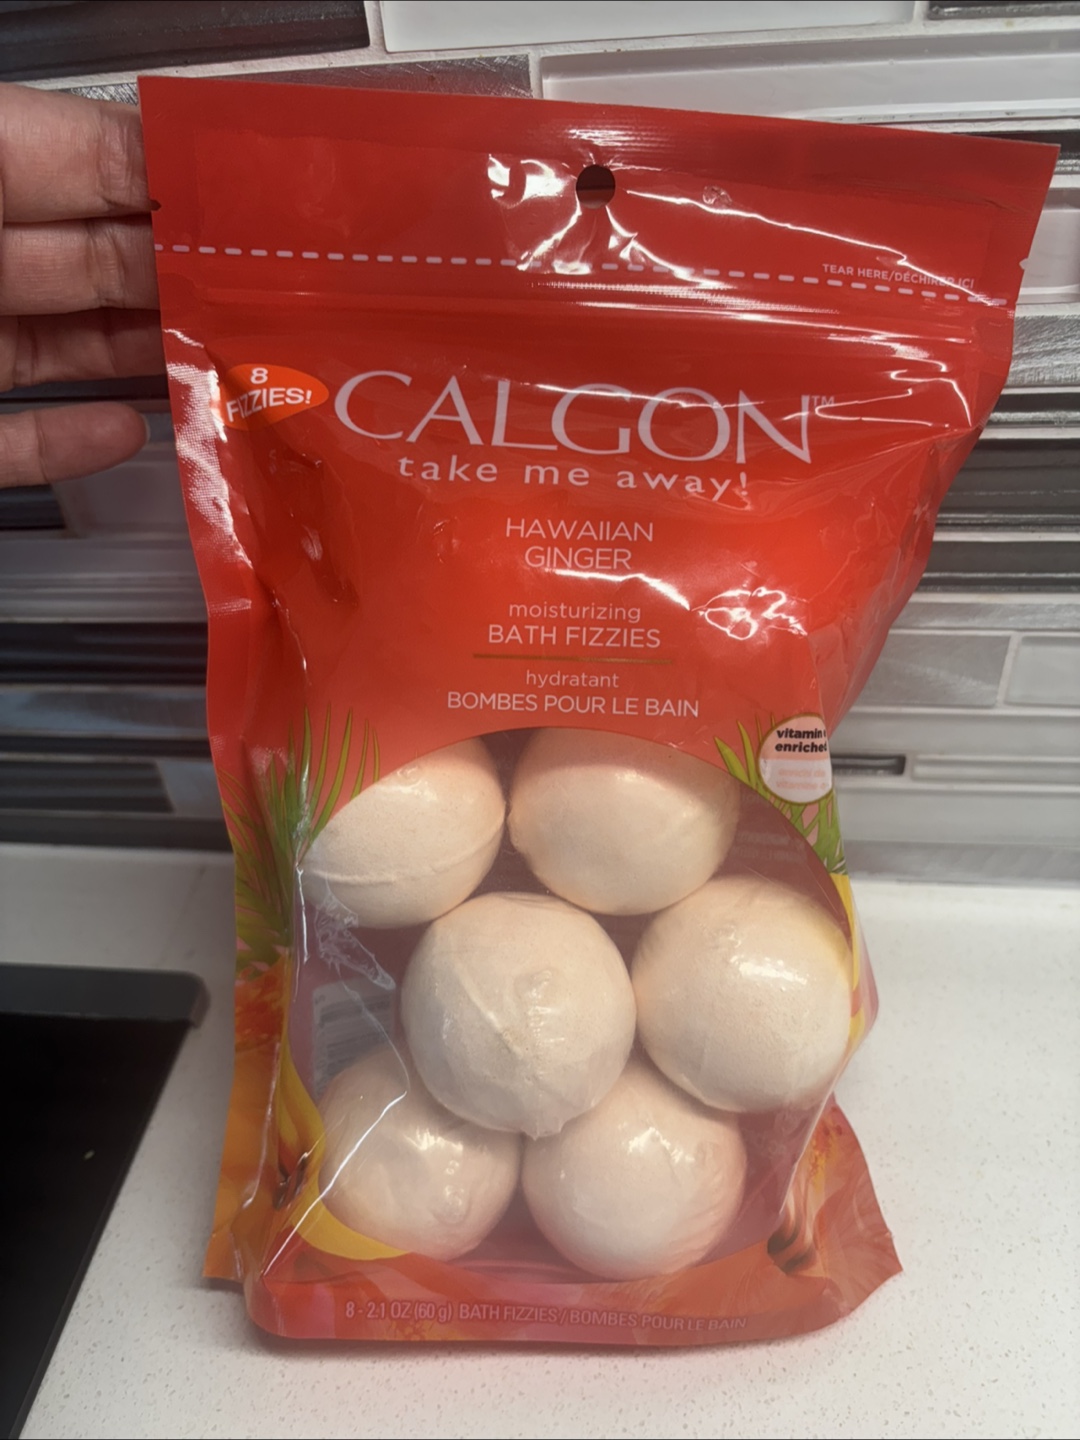 TEAR HERE/DÉCHIRER ICI
8
FIZZIES!
CALGON™
take me away!
HAWAIIAN
GINGER
moisturizing
BATH FIZZIES
hydratant
BOMBES POUR LE BAIN
vitamin
enriched
8 - 2.1 OZ (60 g) BATH FIZZIES / BOMBES POUR LE BAIN